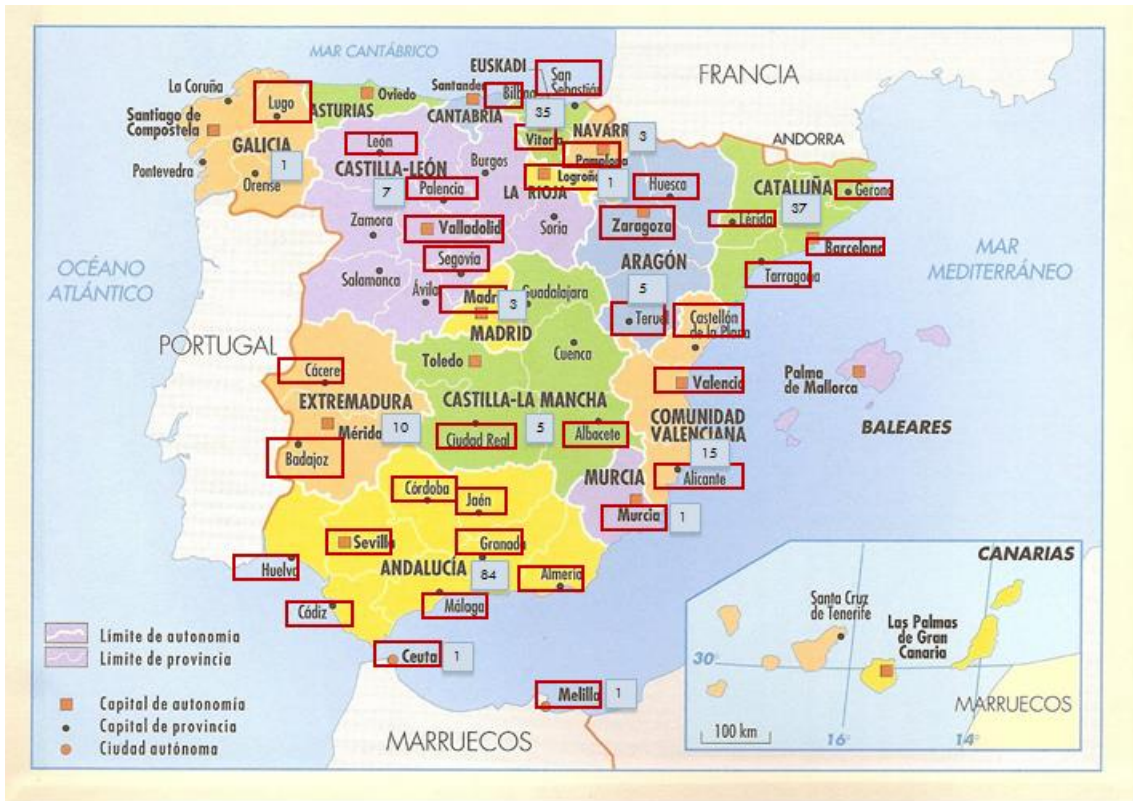 MAR CANTÁBRICO
FRANCIA
EUSKADI
San
Sebastián
La Coruña
Lugo
ASTURIAS
Oviedo
Santander
Bilbao
CANTABRIA
35
Santiago de
Compostela
GALICIA
1
Pontevedra
Orense
León
CASTILLA-LEÓN
7
Palencia
Burgos
Vitoria
NAVARR
3
Pamplona
Logroño
1
LA RIOJA
ANDORRA
Huesca
CATALUÑA
37
Gerona
Zamora
Valladolid
Soria
Zaragoza
Lérida
Barcelona
ARAGÓN
5
Tarragona
OCÉANO
ATLÁNTICO
MAR
MEDITERRÁNEO
Segovia
Salamanca
Ávila
Madr
3
MADRID
Guadalajara
Teruel
Castellón
de la Plana
PORTUGAL
Toledo
Cuenca
Cácere
Valencia
Palma
de Mallorca
BALEARES
EXTREMADURA
Mérida
10
CASTILLA-LA MANCHA
Ciudad Real
5
Albacete
COMUNIDAD
VALENCIANA
15
Badajoz
Alicante
MURCIA
Murcia
1
Córdoba
Jaén
Sevilla
Granada
Huelva
ANDALUCÍA
84
Almería
Cádiz
Málaga
Ceuta
1
Melilla
1
MARRUECOS
Límite de autonomía
Límite de provincia
Capital de autonomía
Capital de provincia
Ciudad autónoma
CANARIAS
Santa Cruz
de Tenerife
Las Palmas
de Gran
Canaria
30°
MARRUECOS
100 km
16°
14°